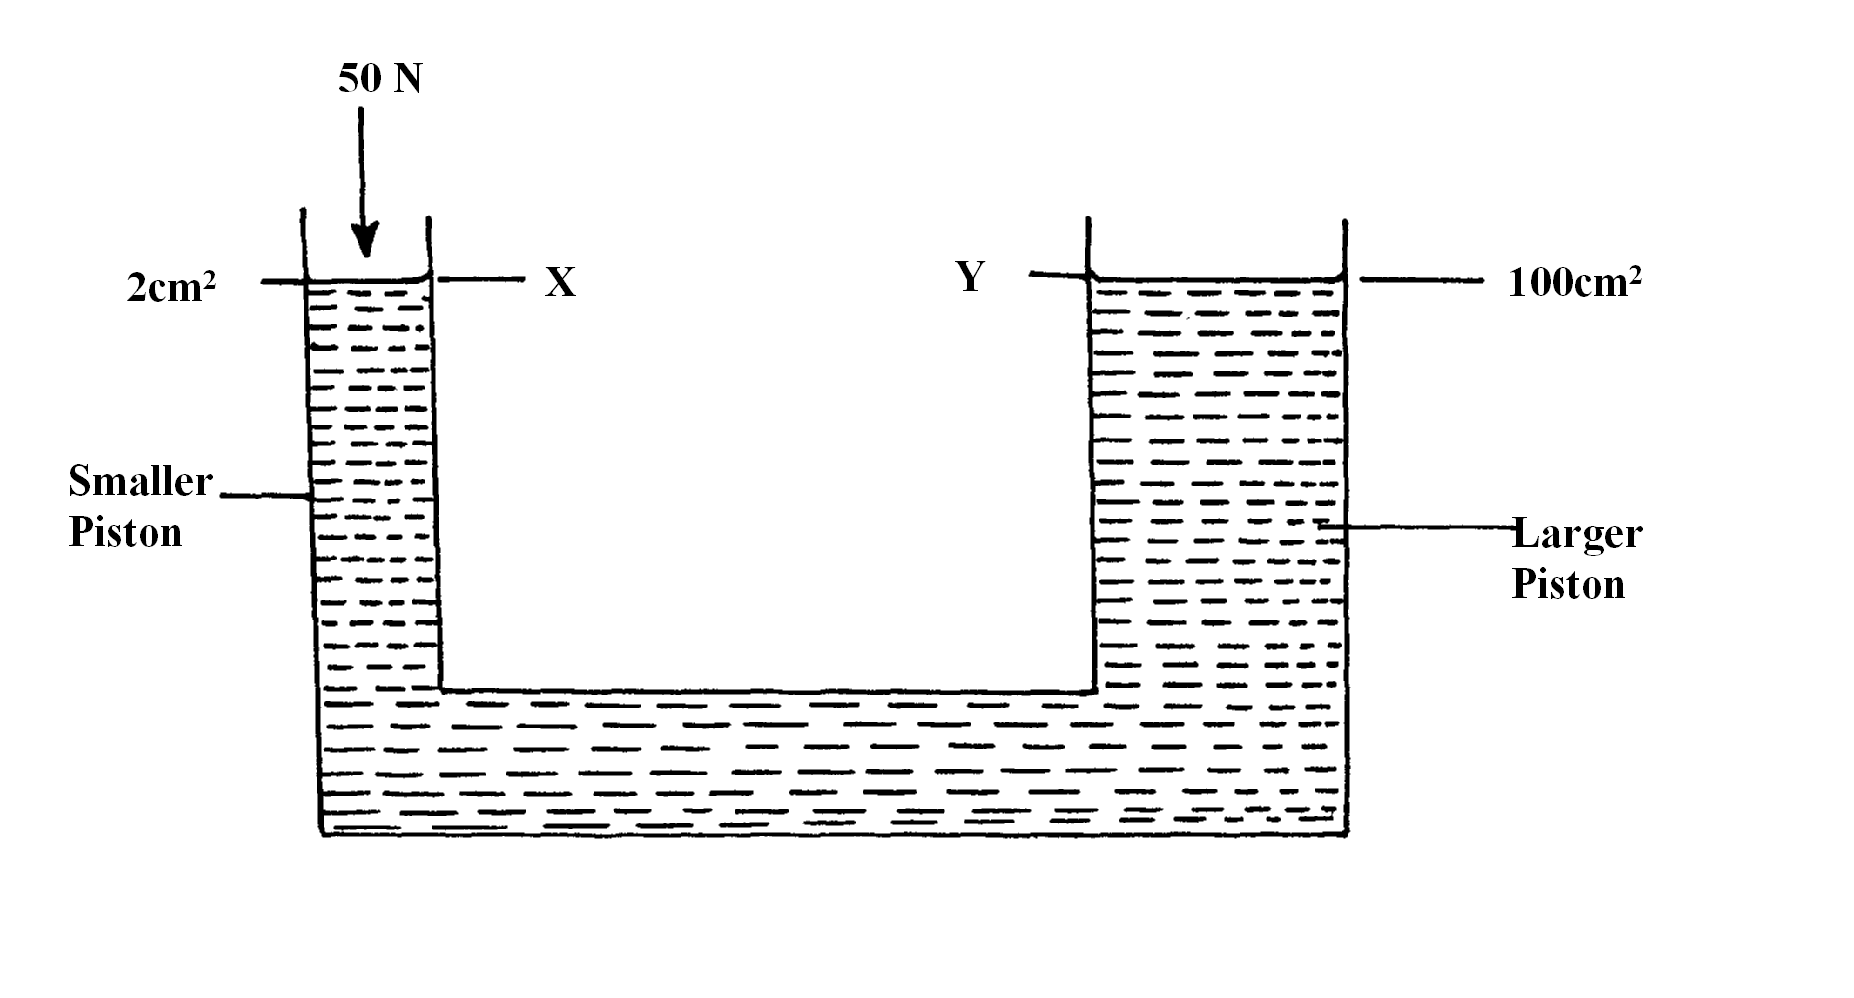 50 N
2cm²
X
Y
100cm²
Smaller
Piston
Larger
Piston